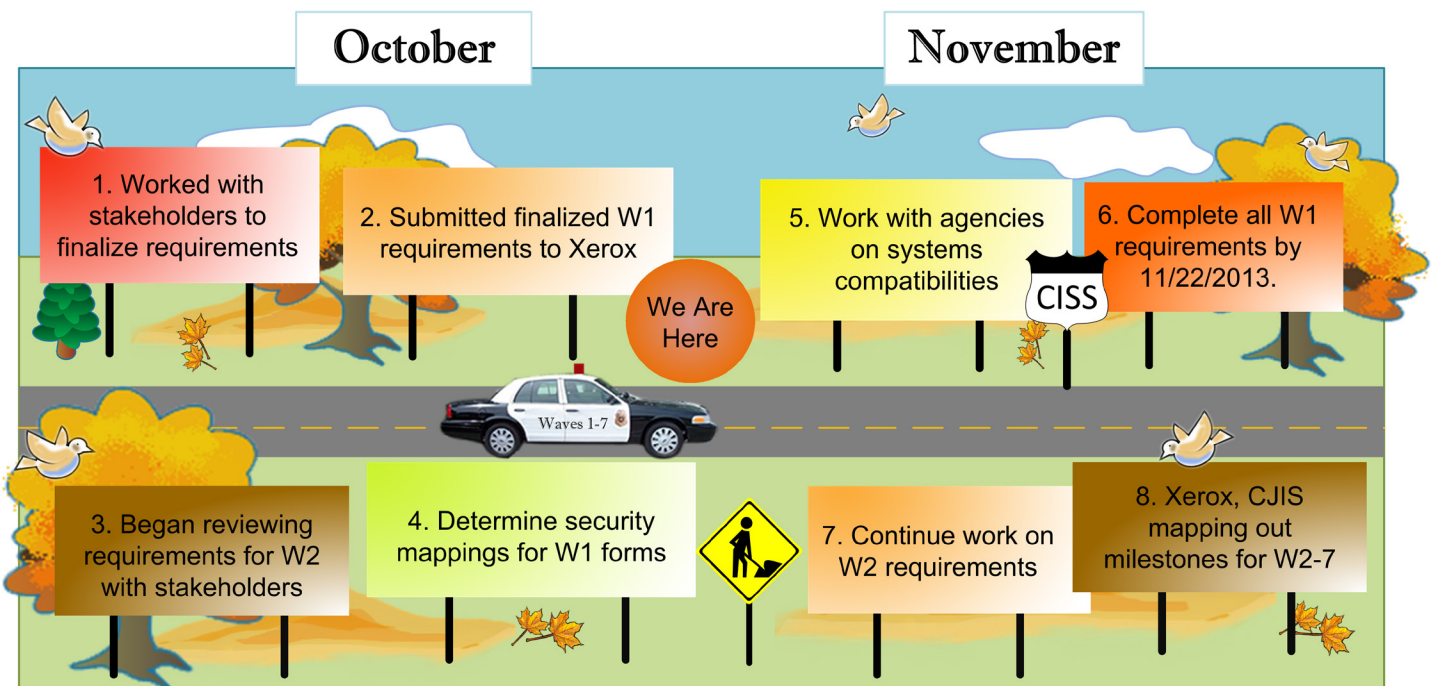 October
November
1. Worked with
stakeholders to
finalize requirements
2. Submitted finalized W1
requirements to Xerox
We Are
Here
5. Work with agencies
on systems
compatibilities
CISS
6. Complete all W1
requirements by
11/22/2013.
Waves 1-7
3. Began reviewing
requirements for W2
with stakeholders
4. Determine security
mappings for W1 forms
7. Continue work on
W2 requirements
8. Xerox, CJIS
mapping out
milestones for W2-7